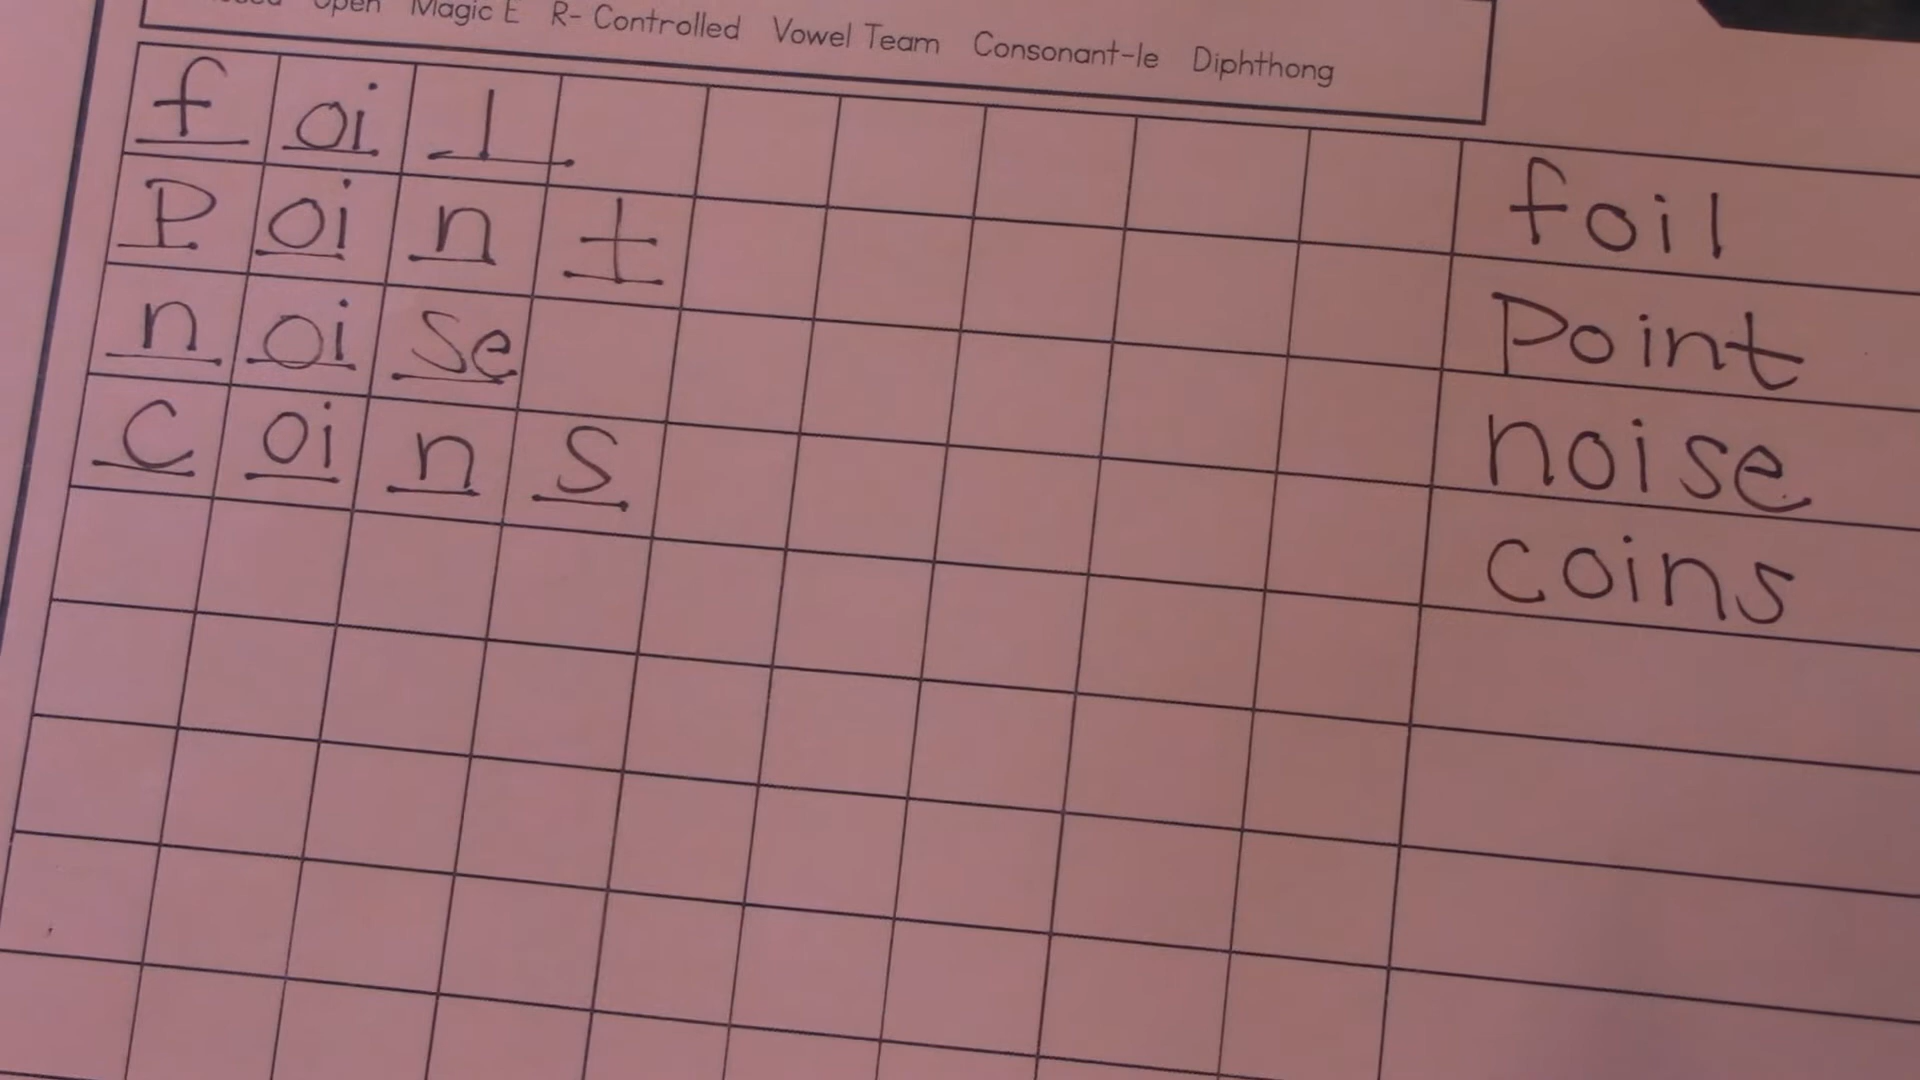 Open Magic E R- Controlled Vowel Team Consonant-le Diphthong
f oi l foil
P oi n t Point
n oi se noise
c oi n s coins